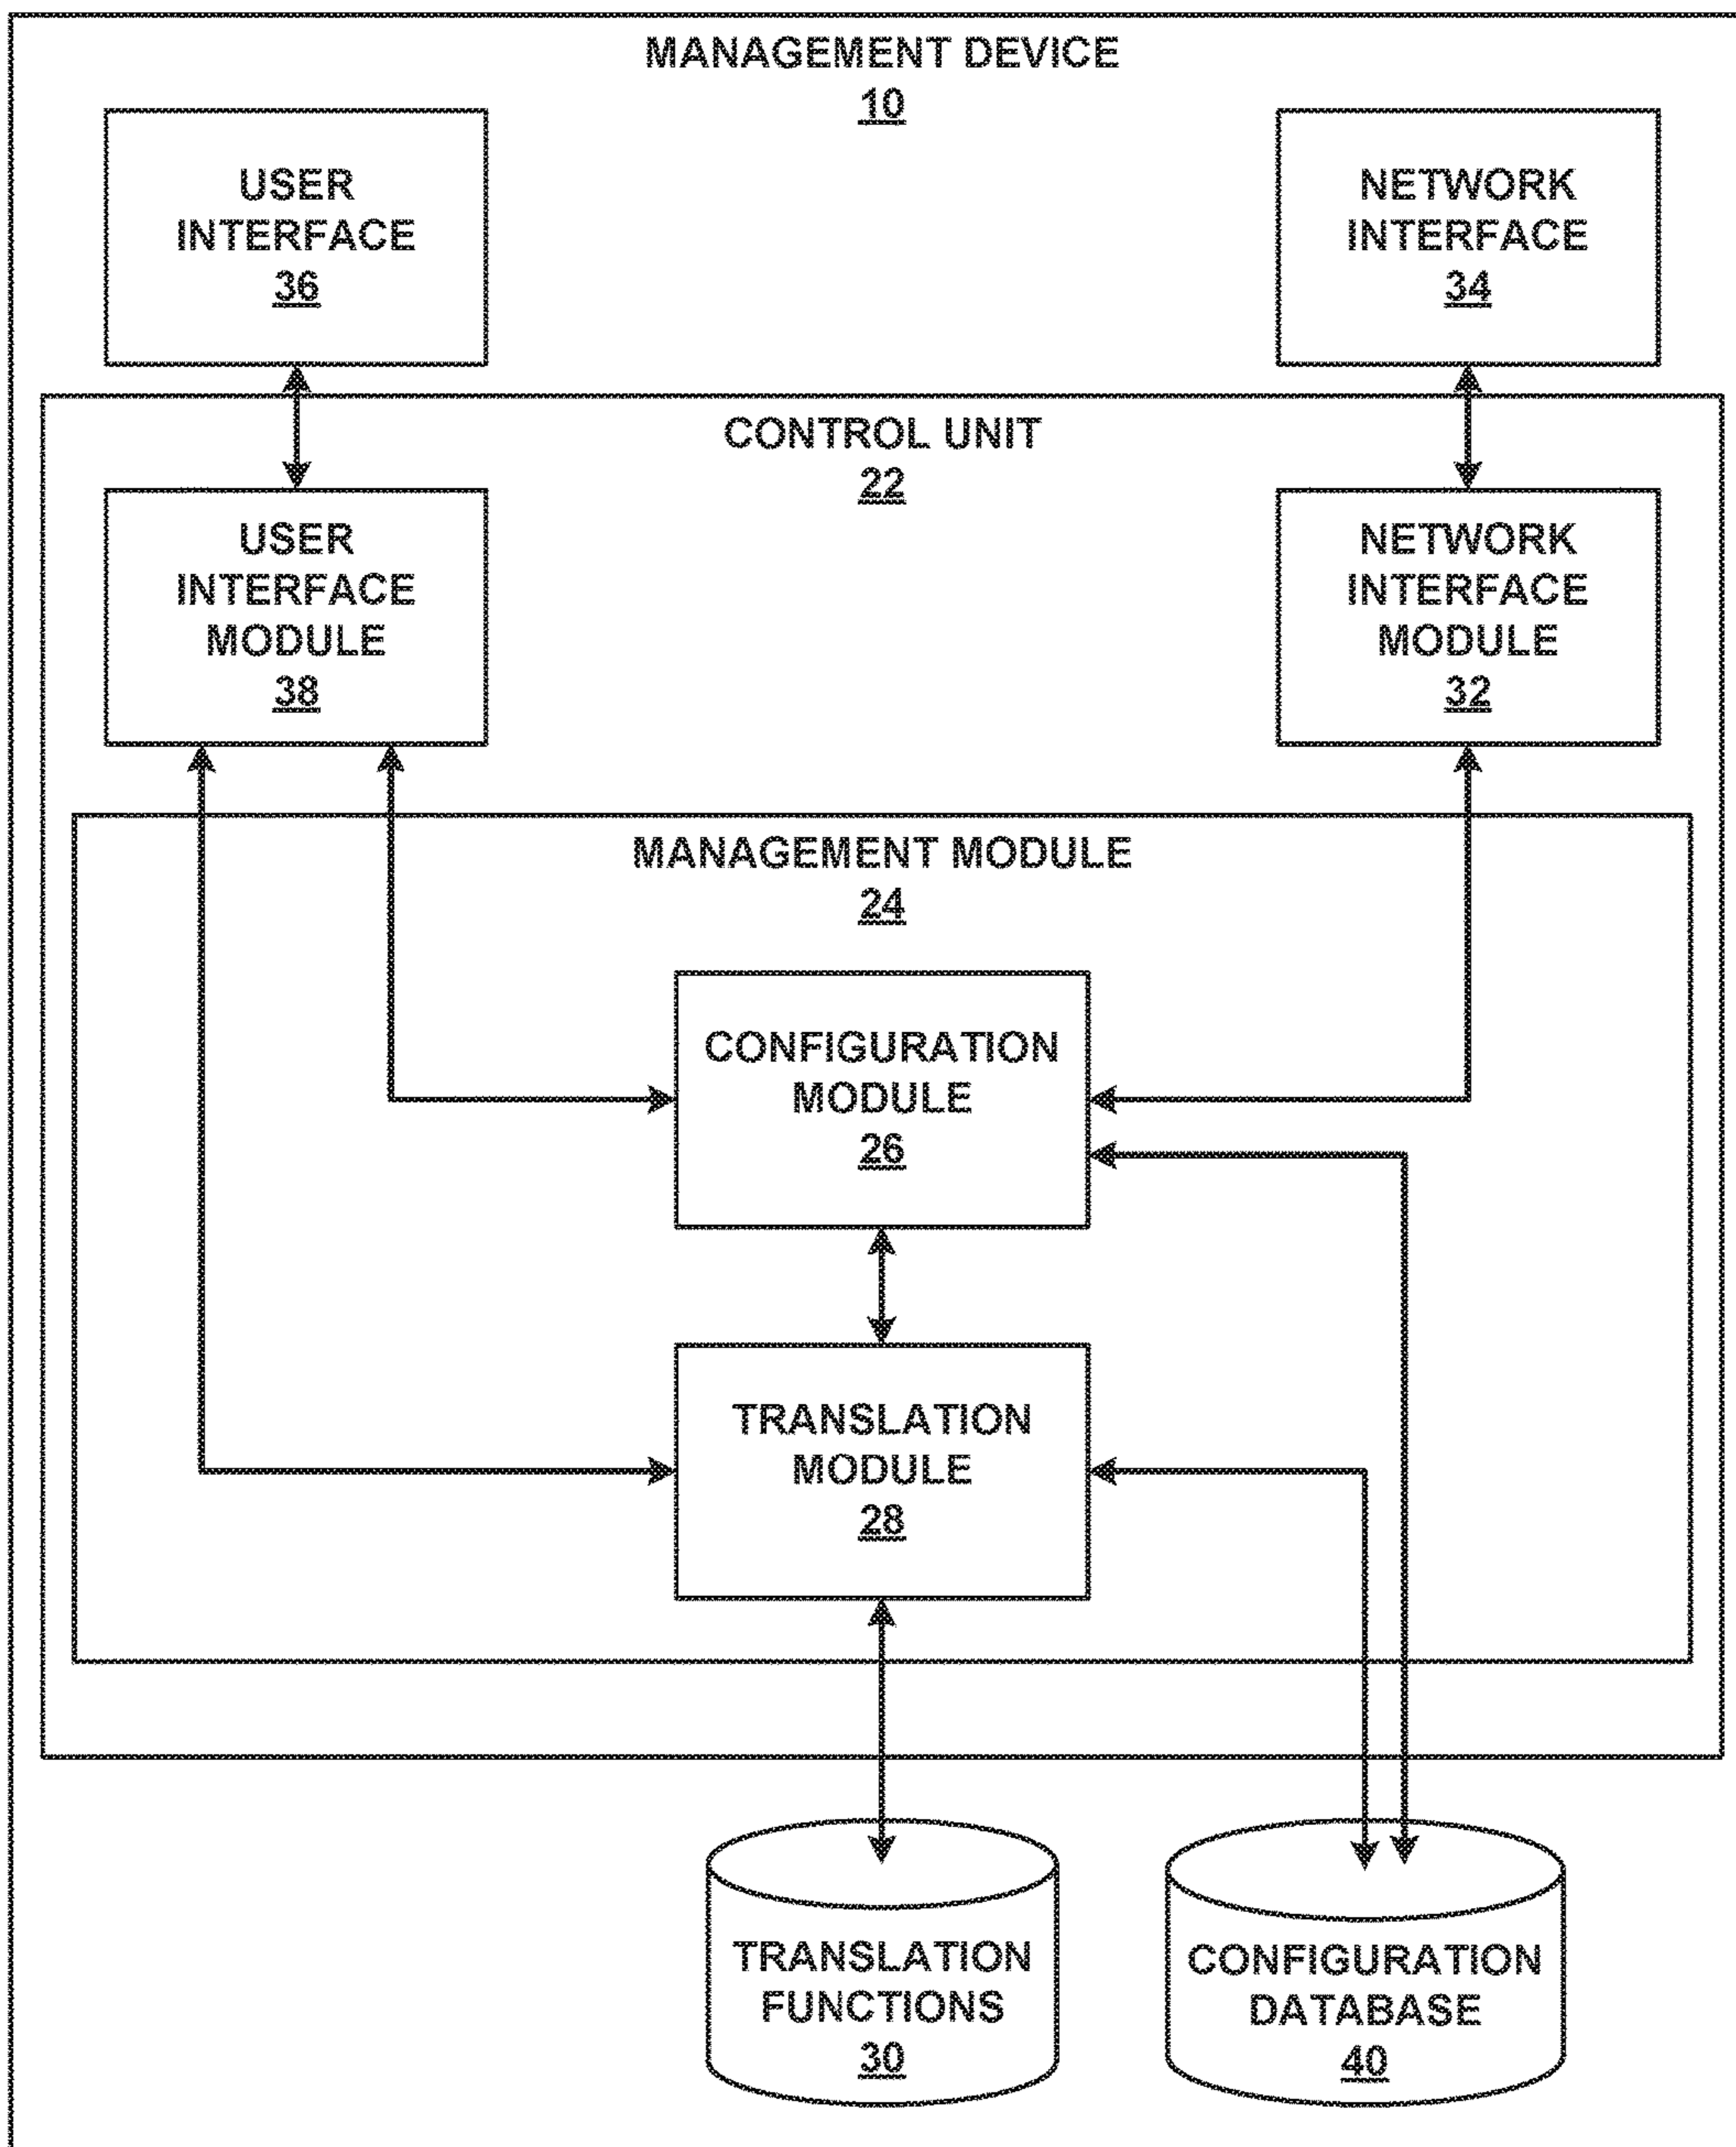 MANAGEMENT DEVICE
10
USER
INTERFACE
36
NETWORK
INTERFACE
34
CONTROL UNIT
22
USER
INTERFACE
MODULE
38
NETWORK
INTERFACE
MODULE
32
MANAGEMENT MODULE
24
CONFIGURATION
MODULE
26
TRANSLATION
MODULE
28
TRANSLATION
FUNCTIONS
30
CONFIGURATION
DATABASE
40